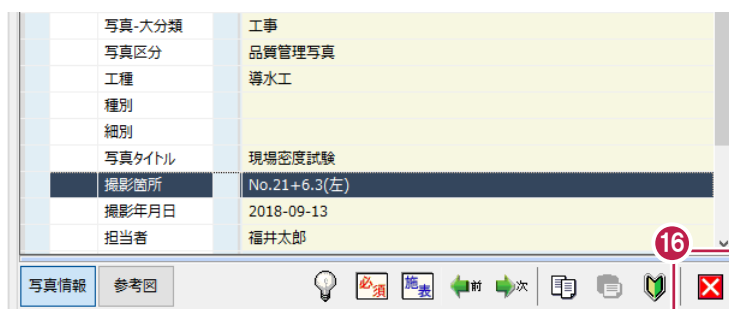 写真-大分類 工事
写真区分 品質管理写真
工種 導水工
種別
細別
写真タイトル 現場密度試験
撮影箇所 No.21+6.3(左)
撮影年月日 2018-09-13
担当者 福井太郎
16
写真情報 参考図 必須 施表 前 次